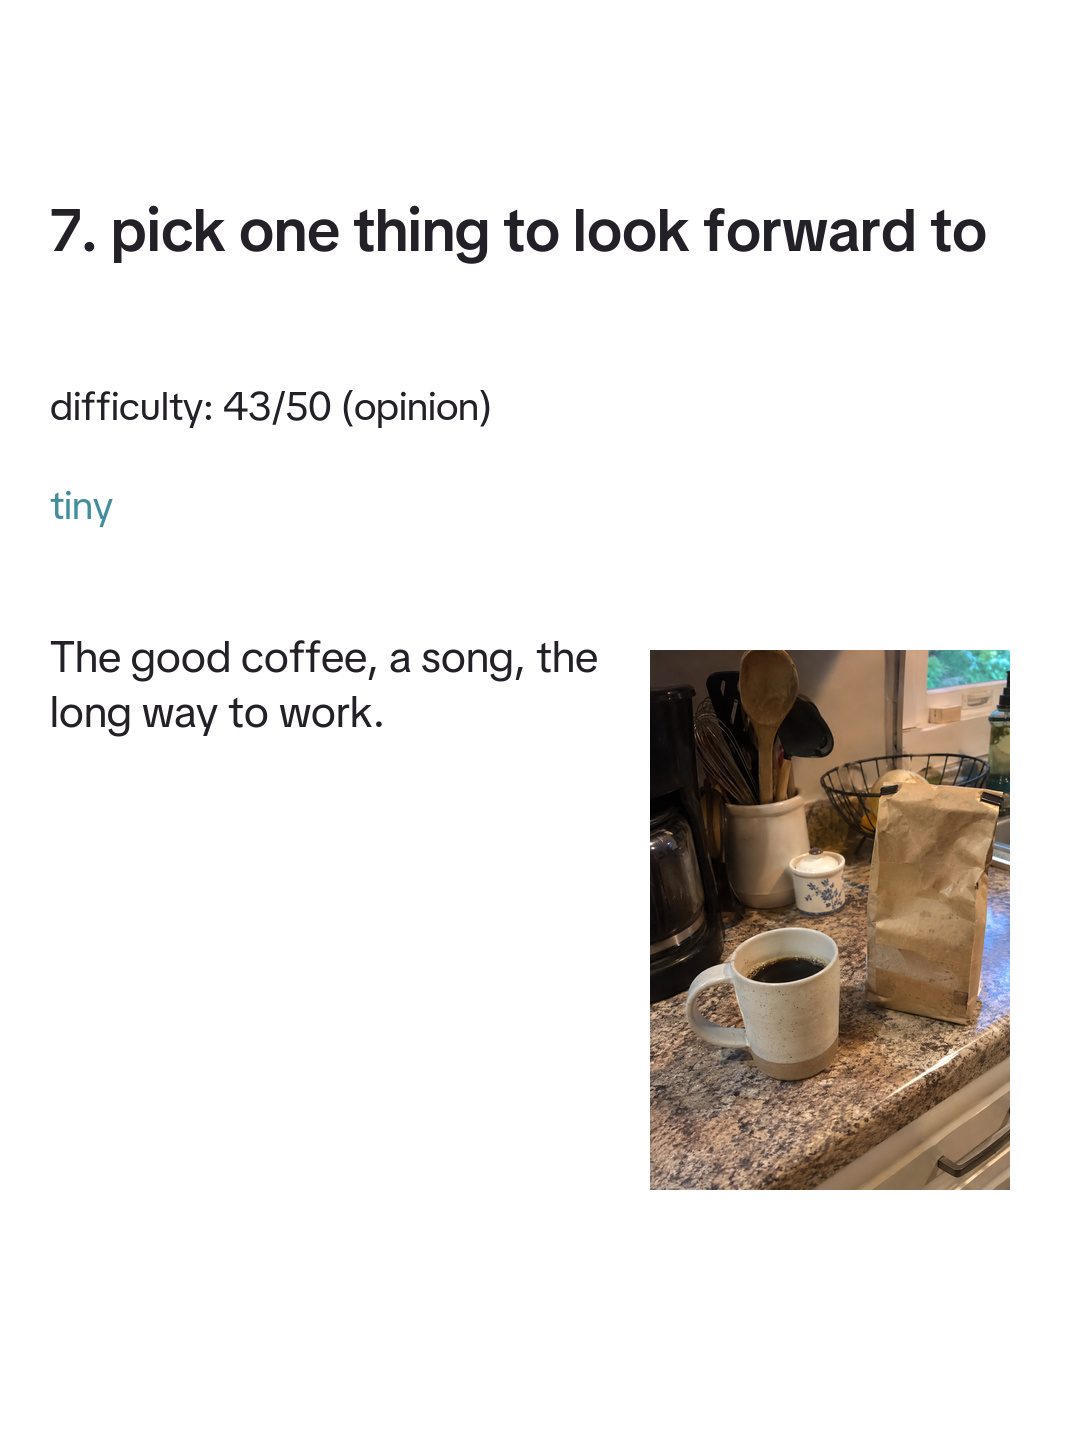 7. pick one thing to look forward to
difficulty: 43/50 (opinion)
tiny
The good coffee, a song, the
long way to work.